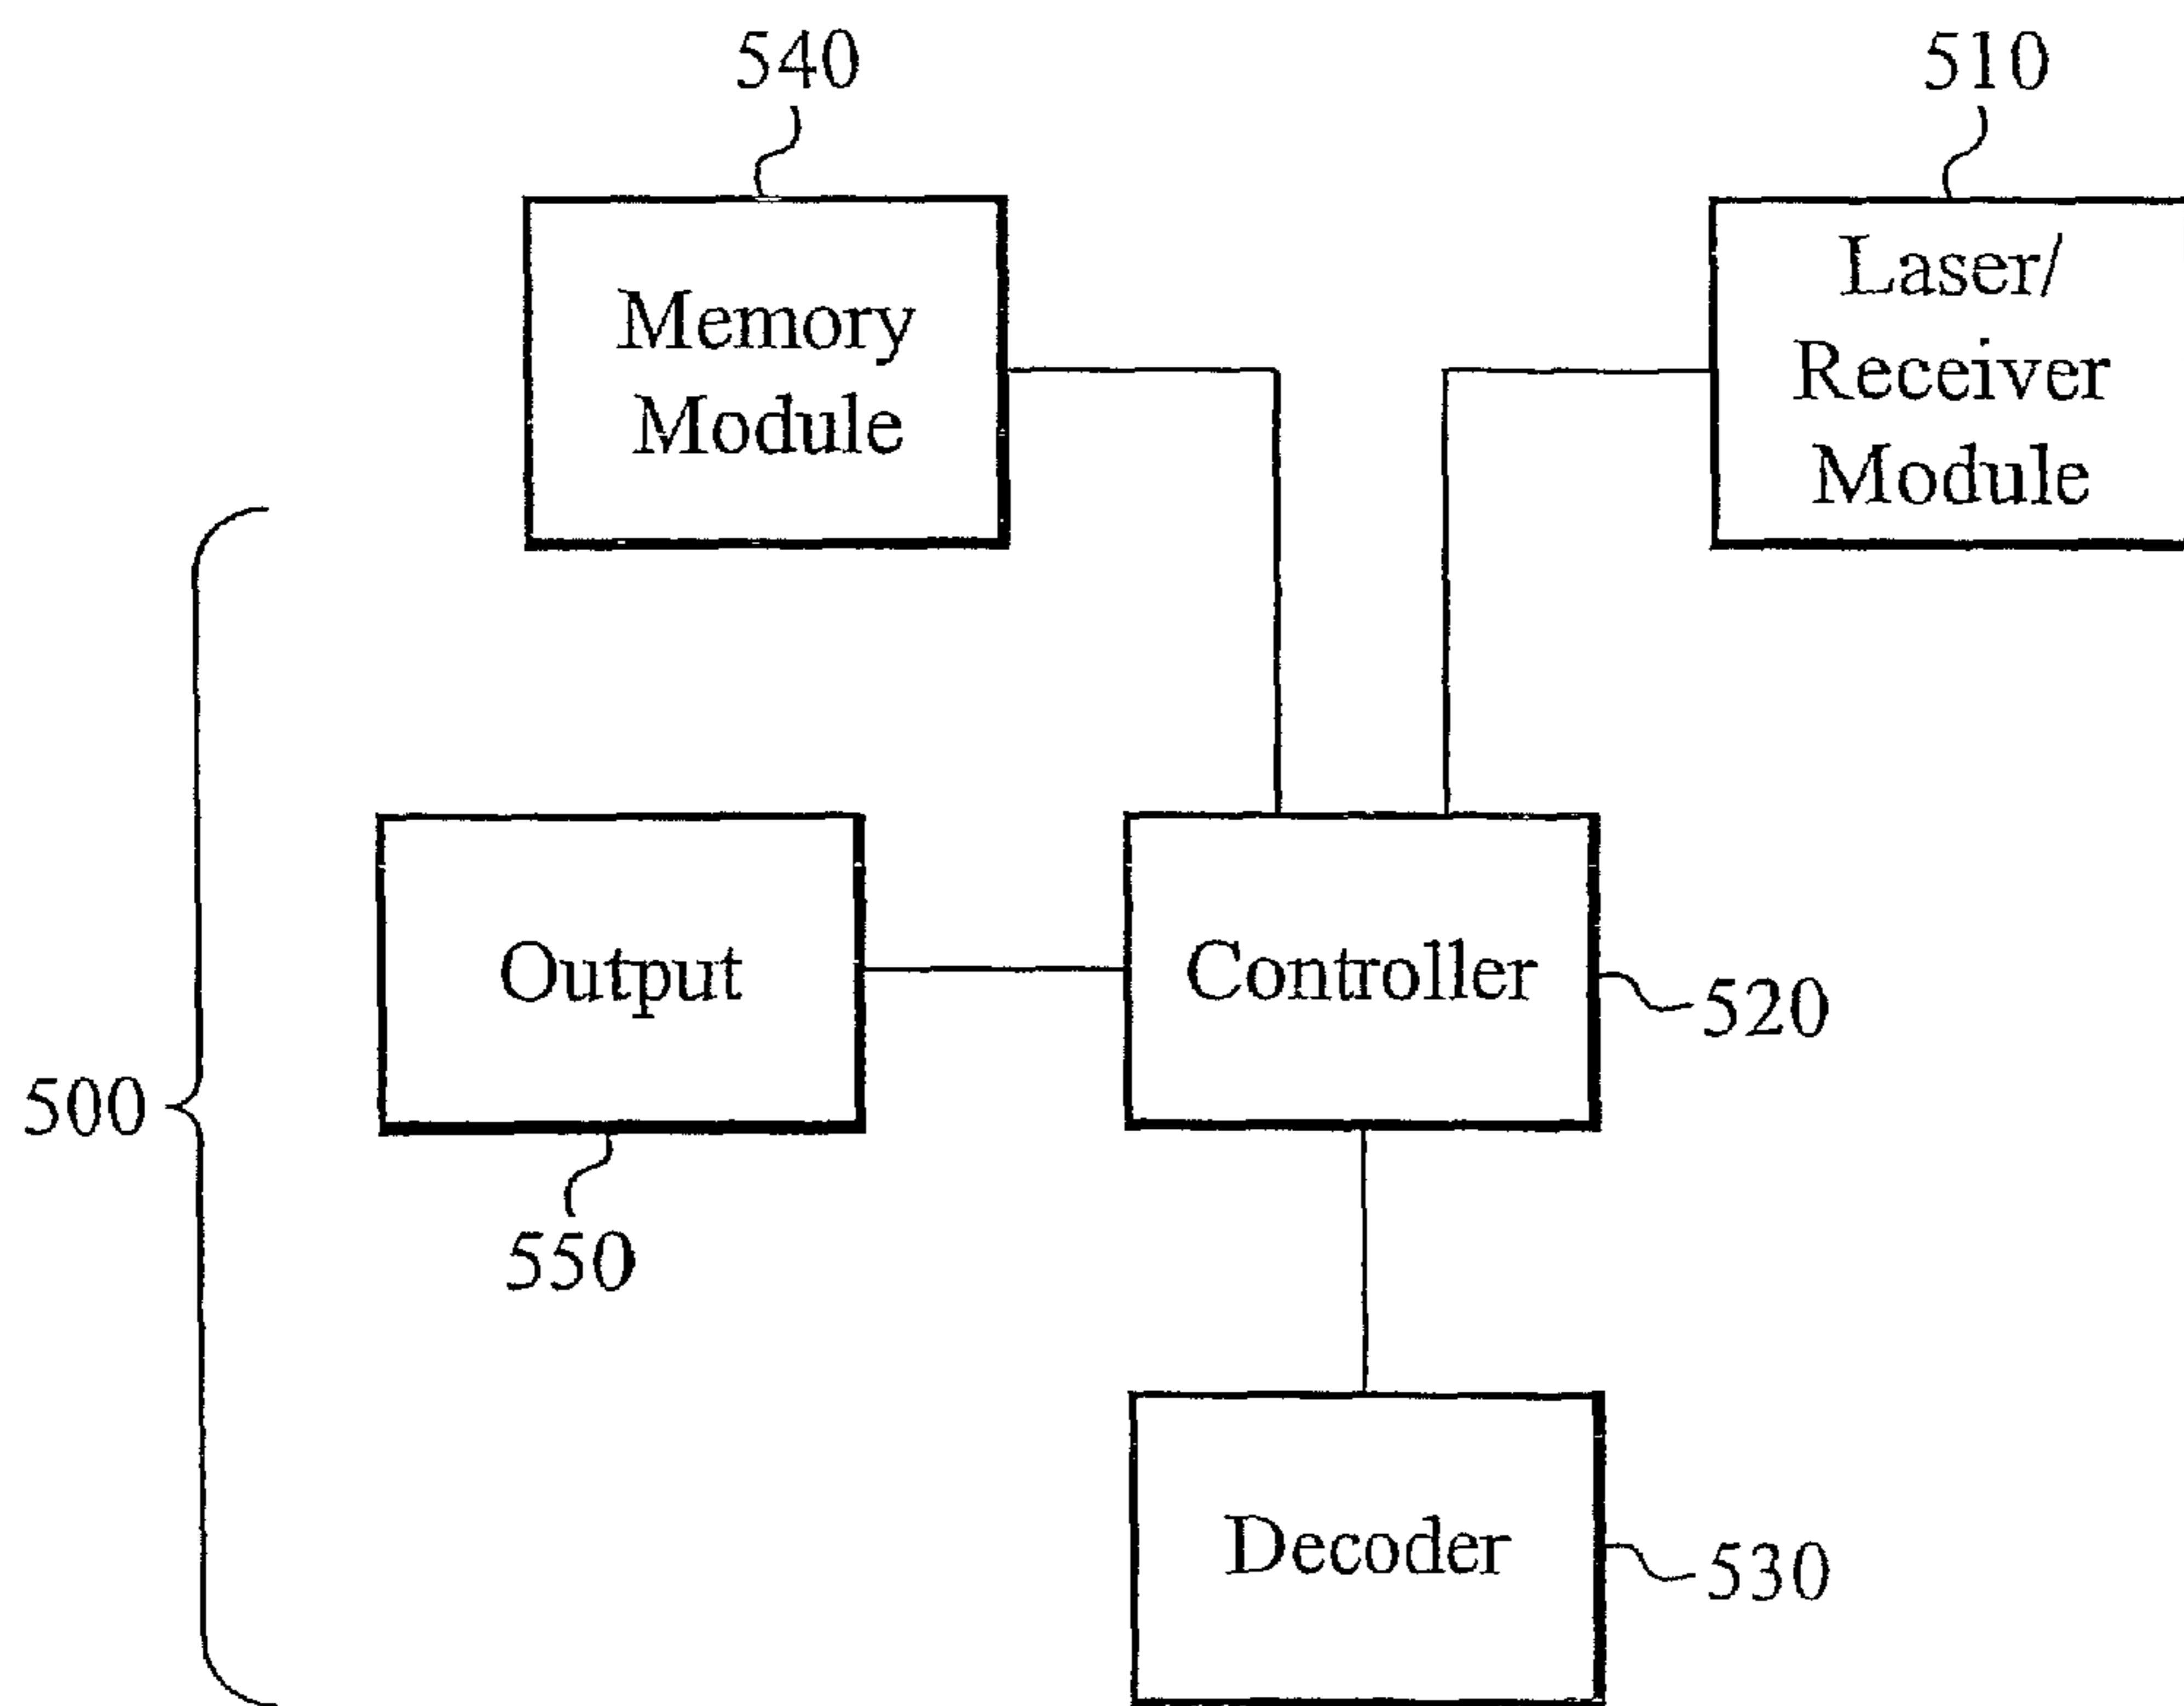 540
510
Memory
Module
Laser/
Receiver
Module
Output
Controller
520
500
550
Decoder
530